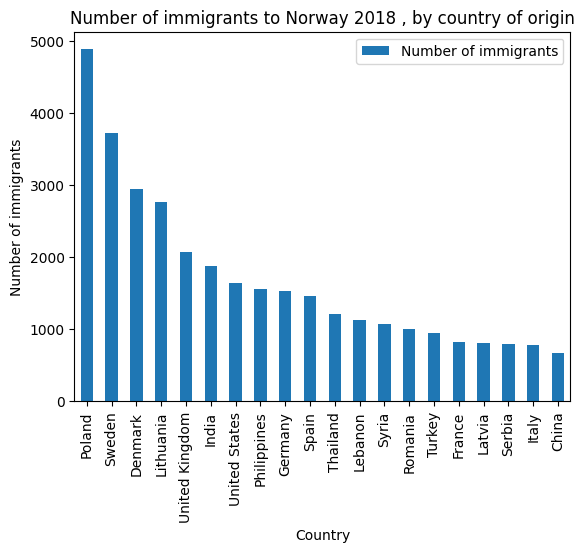 Number of immigrants to Norway 2018 , by country of origin
Number of immigrants
Number of immigrants
5000
4000
3000
2000
1000
0
Poland
Sweden
Denmark
Lithuania
United Kingdom
India
United States
Philippines
Germany
Spain
Thailand
Lebanon
Syria
Romania
Turkey
France
Latvia
Serbia
Italy
China
Country